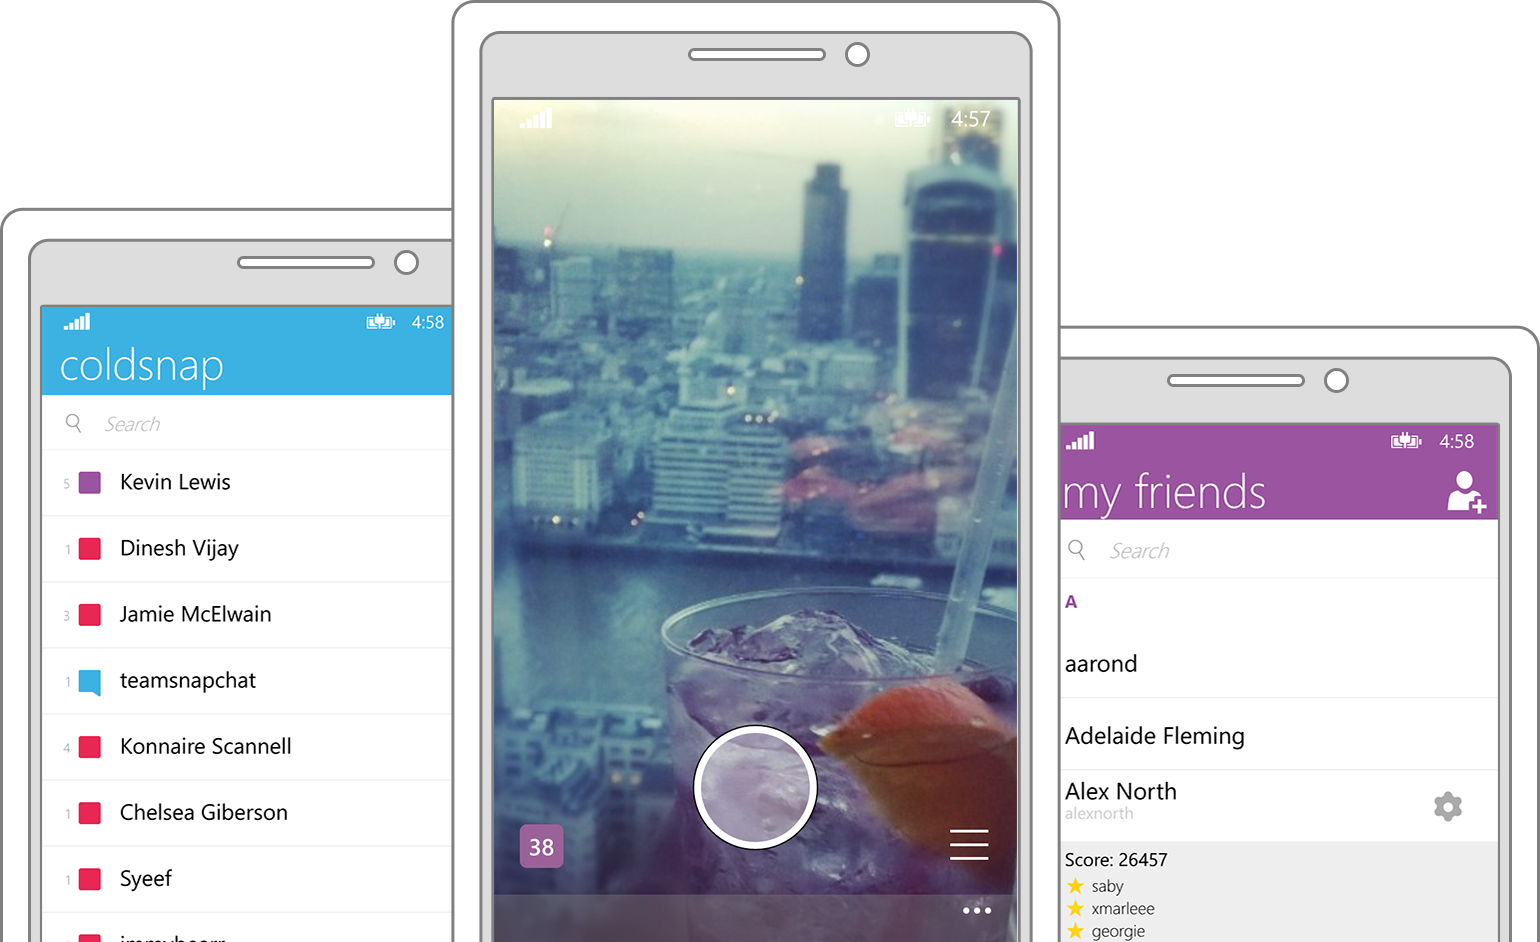 4:58
coldsnap
Search
5 Kevin Lewis
1 Dinesh Vijay
3 Jamie McElwain
1 teamsnapchat
4 Konnaire Scannell
1 Chelsea Giberson
1 Syeef
4:57
38
4:58
my friends
Search
A
aarond
Adelaide Fleming
Alex North
alexnorth
Score: 26457
saby
xmarleee
georgie